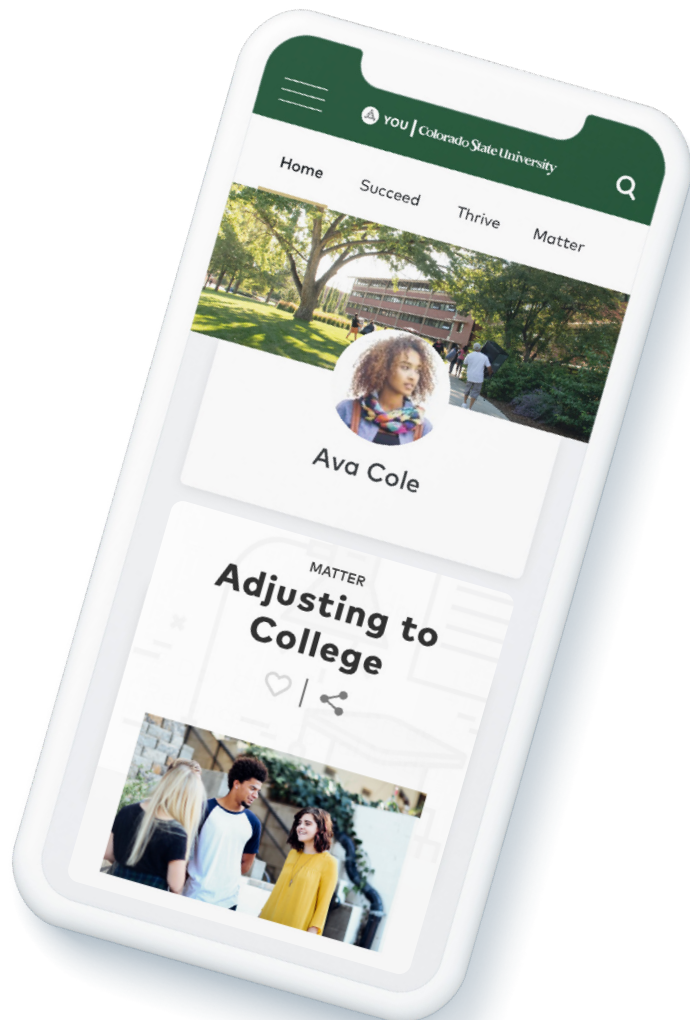 YOU | Colorado State University
Home Succeed Thrive Matter
Ava Cole
MATTER
Adjusting to
College